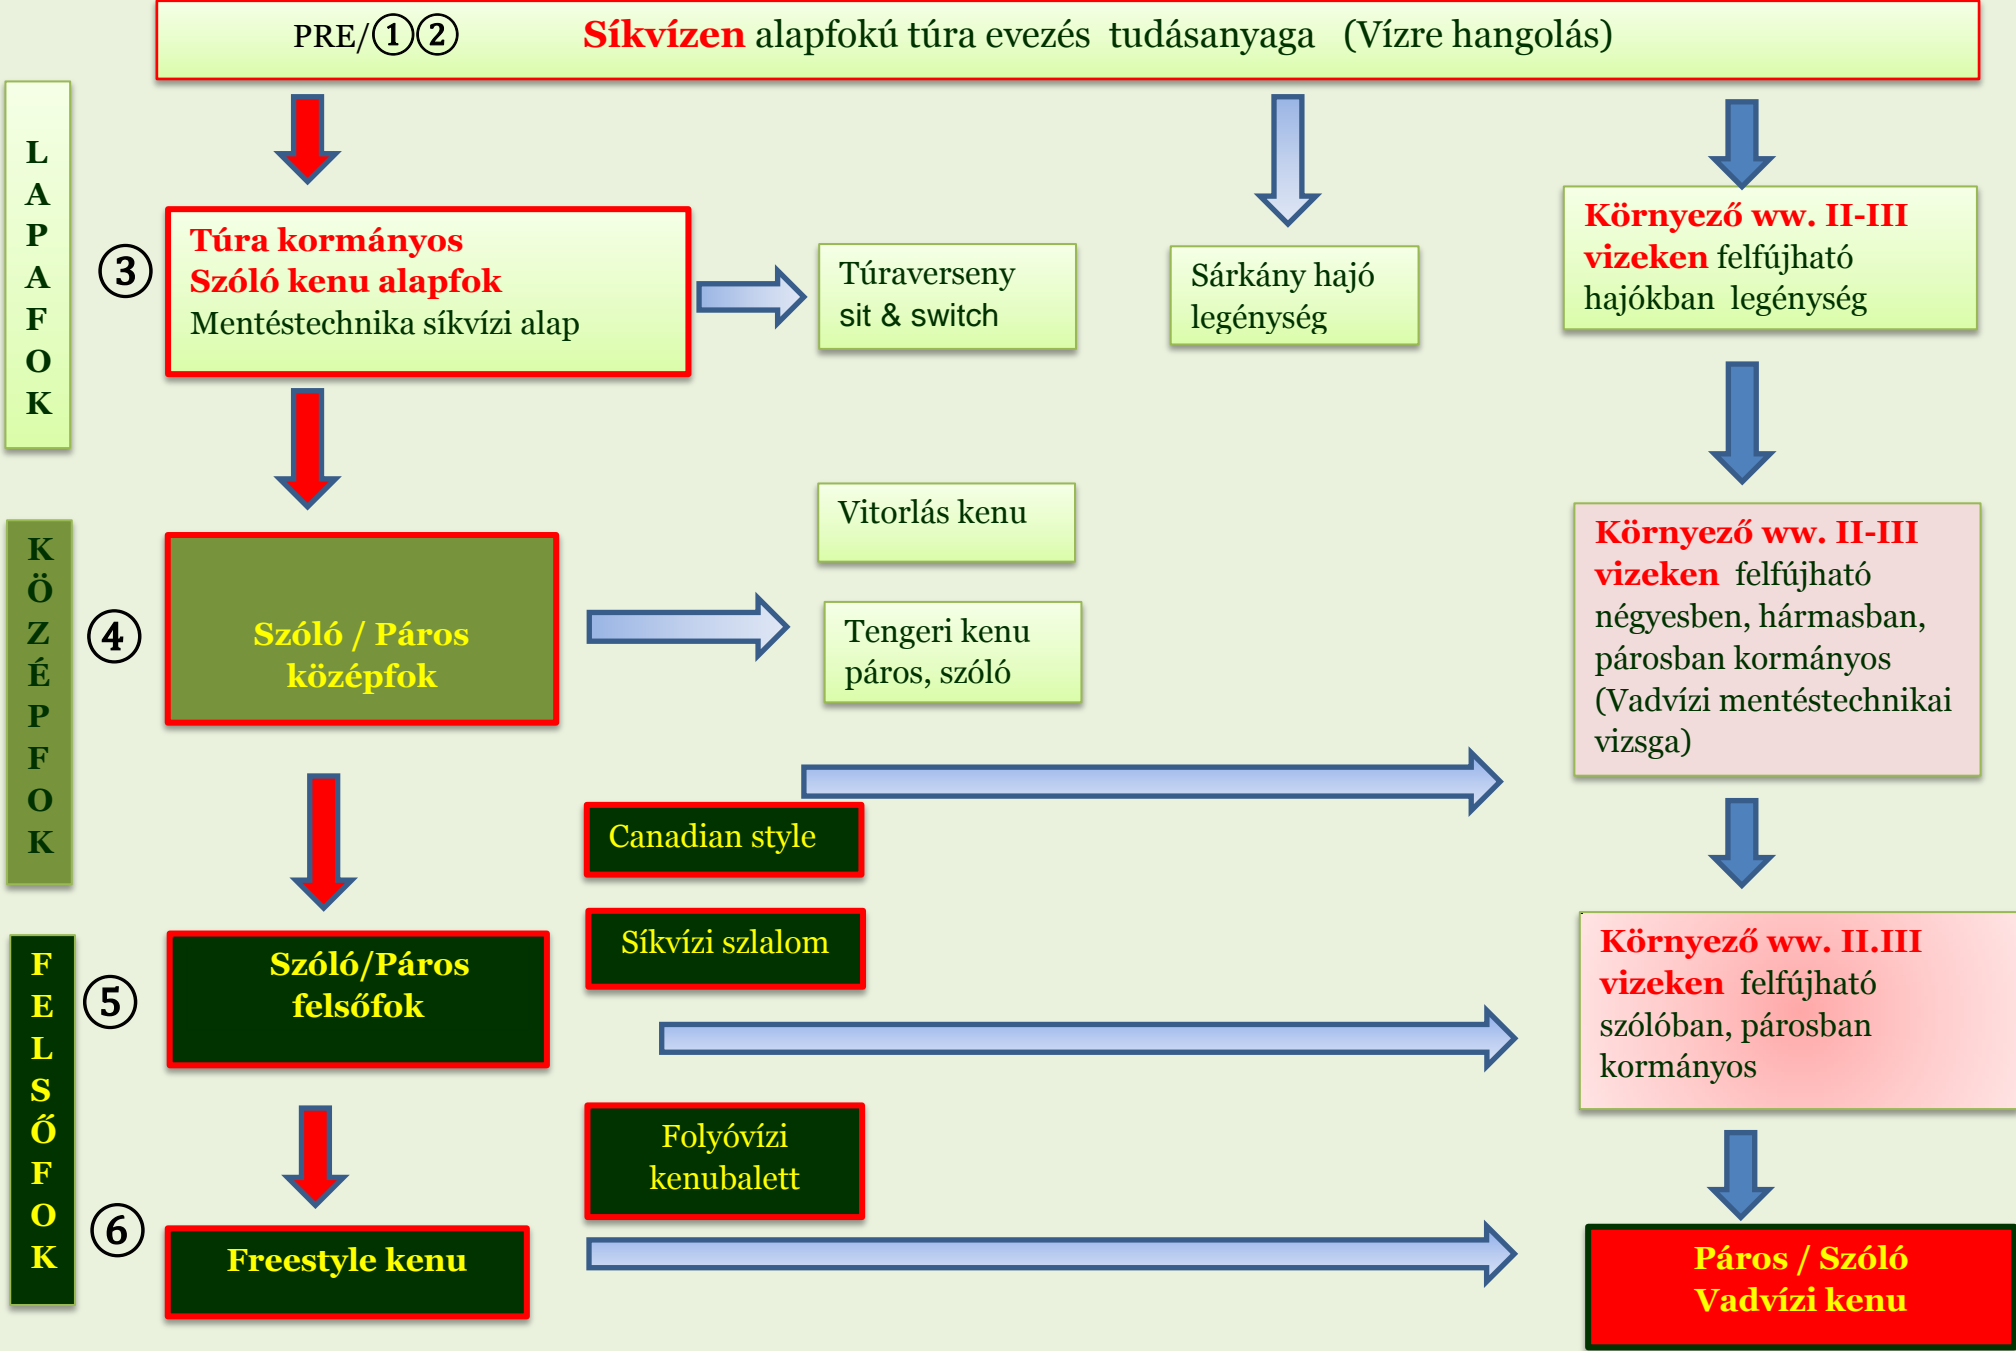 PRE/①② Síkvízen alapfokú túra evezés tudásanyaga (Vízre hangolás)
L
A
P
A
F
O
K
③
Túra kormányos
Szóló kenu alapfok
Mentéstechnika síkvízi alap
Túraverseny
sit & switch
Sárkány hajó
legénység
Környező ww. II-III
vizeken felfújható
hajókban legénység
K
Ö
Z
É
P
F
O
K
④
Szóló / Páros
középfok
Vitorlás kenu
Tengeri kenu
páros, szóló
Környező ww. II-III
vizeken felfújható
négyesben, hármasban,
párosban kormányos
(Vadvízi mentéstechnikai
vizsga)
Canadian style
F
E
L
S
Ő
F
O
K
⑤
Szóló/Páros
felsőfok
Síkvízi szlalom
Környező ww. II.III
vizeken felfújható
szólóban, párosban
kormányos
Folyóvízi
kenubalett
⑥
Freestyle kenu
Páros / Szóló
Vadvízi kenu